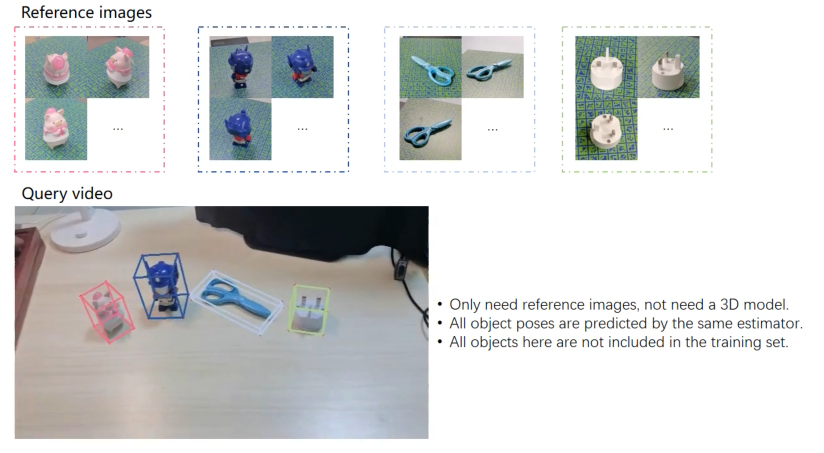 Reference images
...
...
...
...
Query video
• Only need reference images, not need a 3D model.
• All object poses are predicted by the same estimator.
• All objects here are not included in the training set.